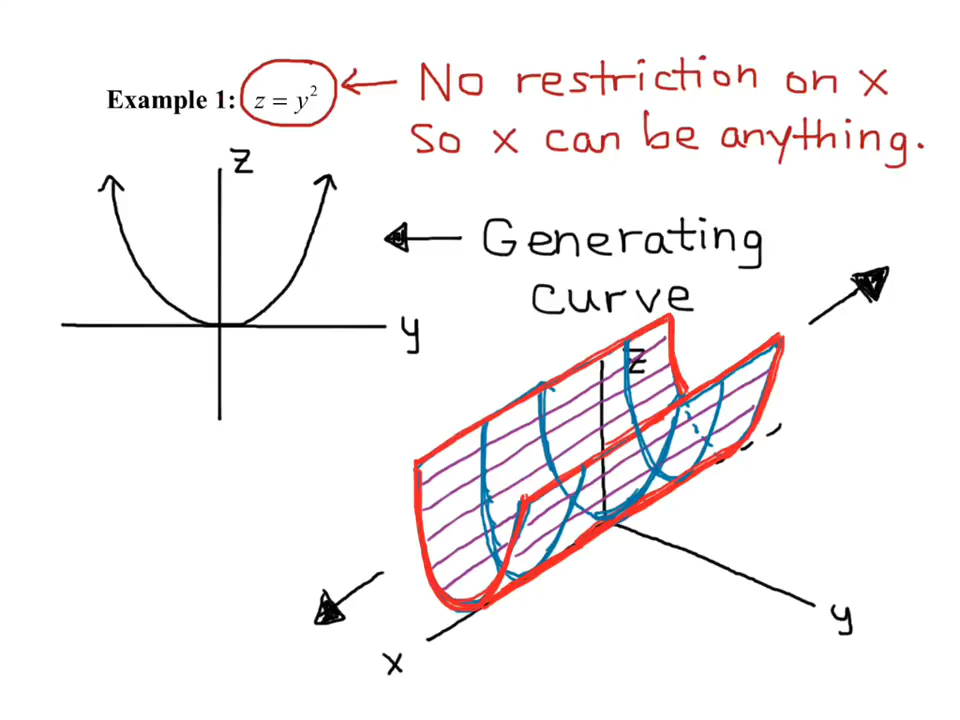 No restriction on x
Example 1: z = y²
So x can be anything.
z
Generating
y
curve
z
y
x